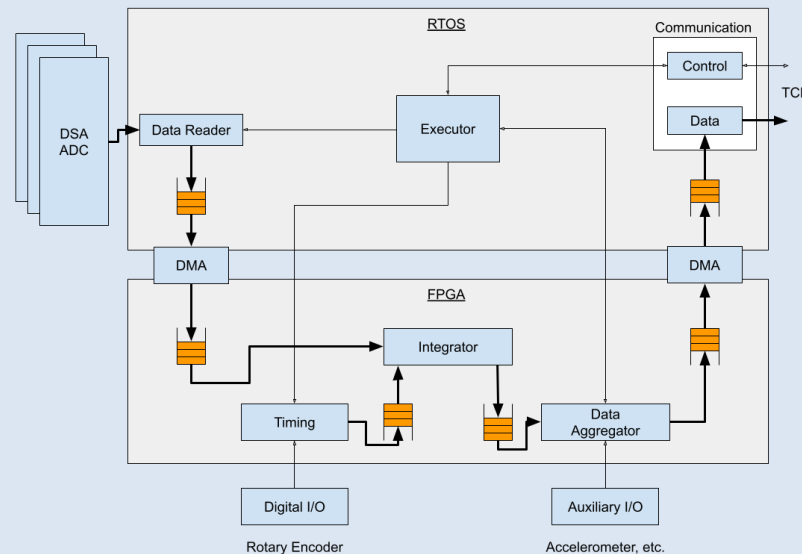 RTOS
Communication
Control
TCP
DSA
ADC
Data Reader
Executor
Data
DMA
DMA
FPGA
Integrator
Timing
Data
Aggregator
Digital I/O
Auxiliary I/O
Rotary Encoder
Accelerometer, etc.